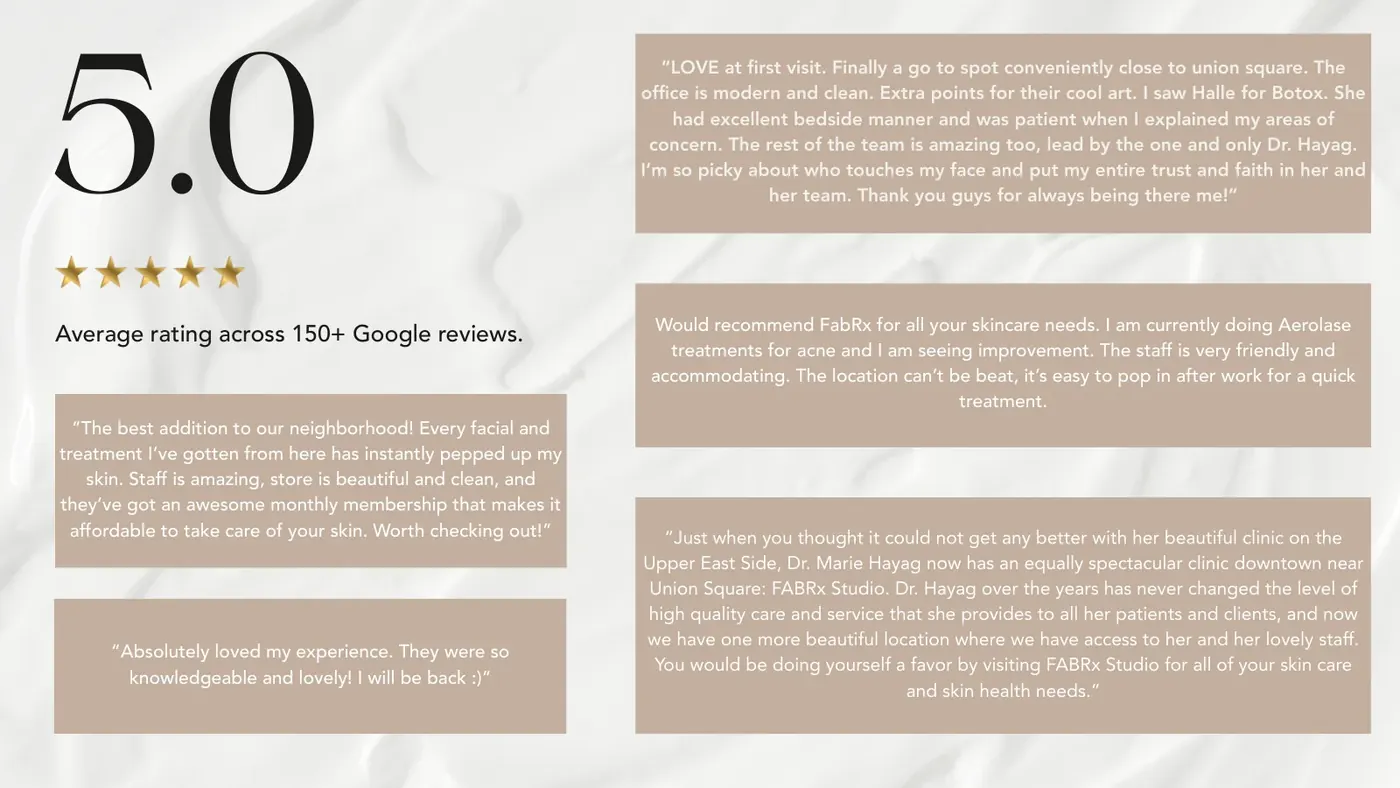 5.0
Average rating across 150+ Google reviews.
“The best addition to our neighborhood! Every facial and
treatment I’ve gotten from here has instantly pepped up my
skin. Staff is amazing, store is beautiful and clean, and
they’ve got an awesome monthly membership that makes it
affordable to take care of your skin. Worth checking out!”
“Absolutely loved my experience. They were so
knowledgeable and lovely! I will be back :)”
“LOVE at first visit. Finally a go to spot conveniently close to union square. The
office is modern and clean. Extra points for their cool art. I saw Halle for Botox. She
had excellent bedside manner and was patient when I explained my areas of
concern. The rest of the team is amazing too, lead by the one and only Dr. Hayag.
I’m so picky about who touches my face and put my entire trust and faith in her and
her team. Thank you guys for always being there me!“
Would recommend FabRx for all your skincare needs. I am currently doing Aerolase
treatments for acne and I am seeing improvement. The staff is very friendly and
accommodating. The location can’t be beat, it’s easy to pop in after work for a quick
treatment.
“Just when you thought it could not get any better with her beautiful clinic on the
Upper East Side, Dr. Marie Hayag now has an equally spectacular clinic downtown near
Union Square: FABRx Studio. Dr. Hayag over the years has never changed the level of
high quality care and service that she provides to all her patients and clients, and now
we have one more beautiful location where we have access to her and her lovely staff.
You would be doing yourself a favor by visiting FABRx Studio for all of your skin care
and skin health needs.”